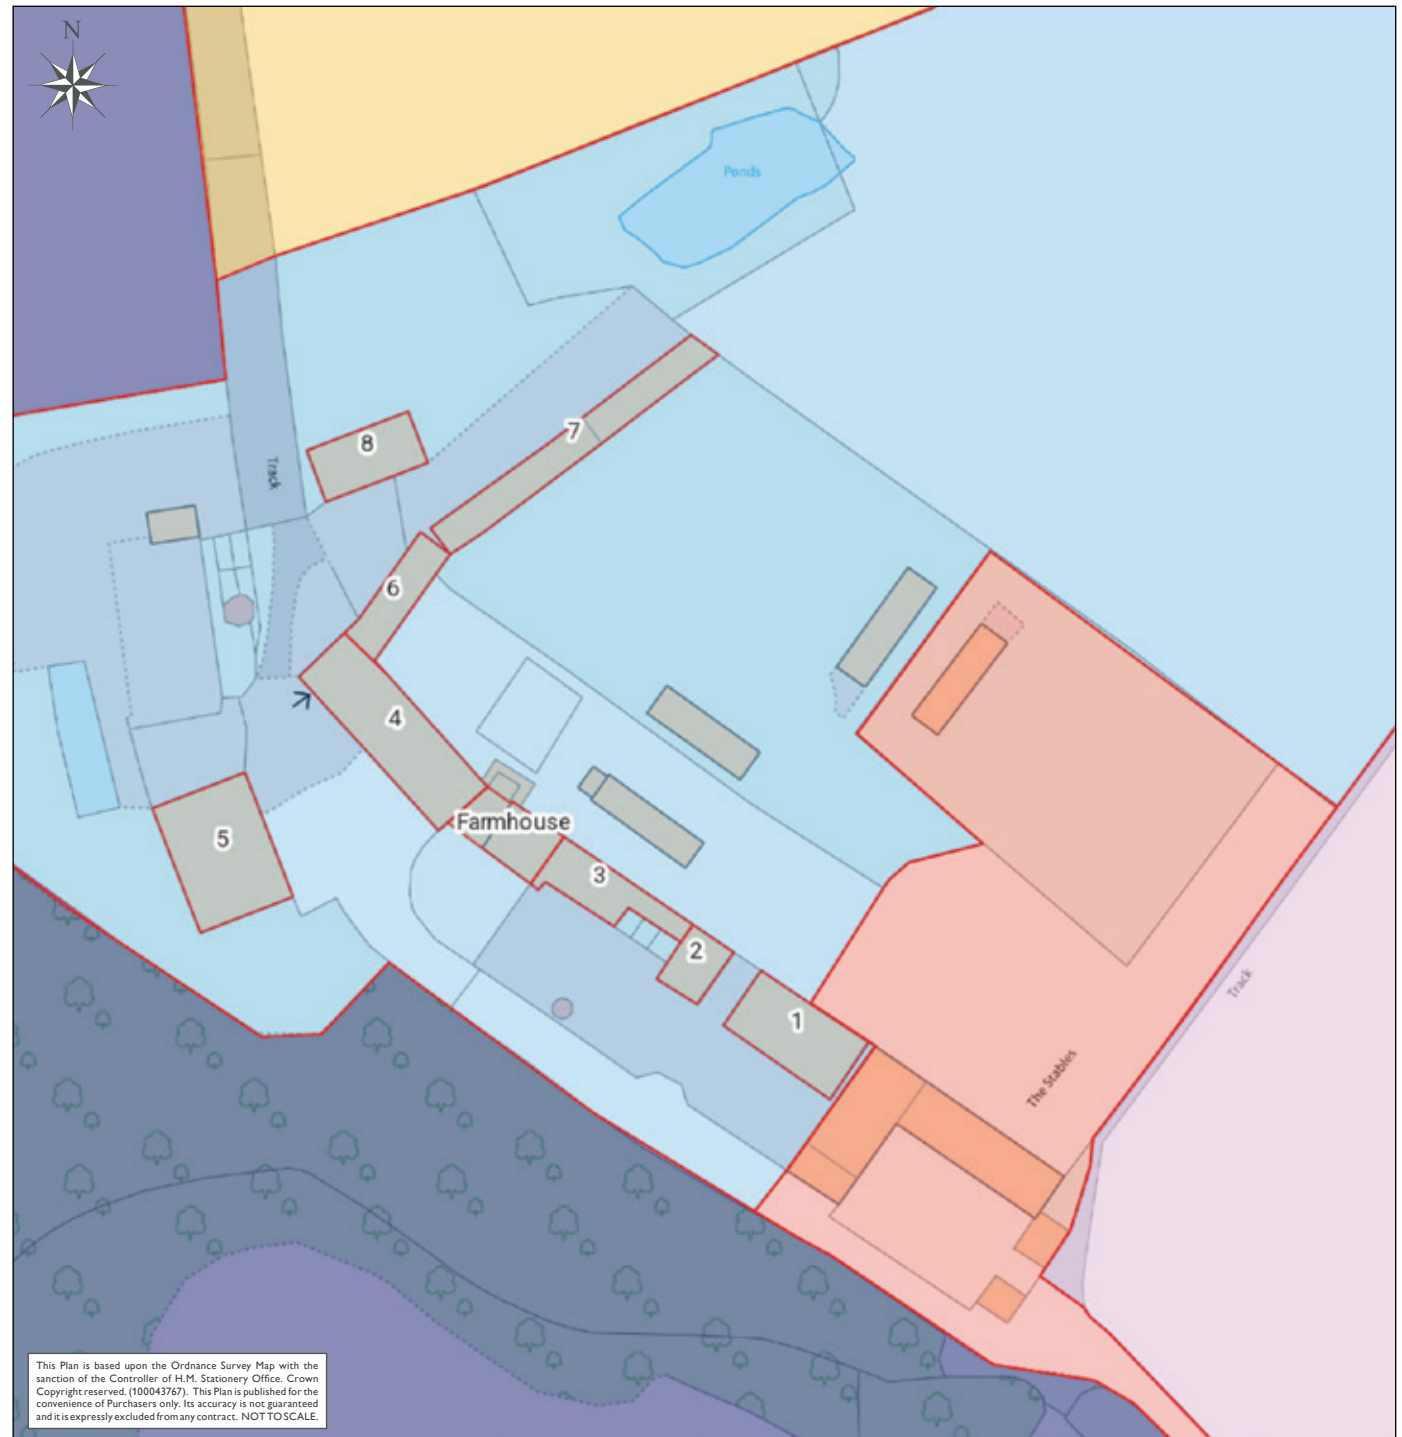 N
Ponds
7
8
Track
6
4
Farmhouse
5
3
2
1
Track
The Stables
This Plan is based upon the Ordnance Survey Map with the
sanction of the Controller of H.M. Stationery Office. Crown
Copyright reserved. (100043767). This Plan is published for the
convenience of Purchasers only. Its accuracy is not guaranteed
and it is expressly excluded from any contract. NOT TO SCALE.